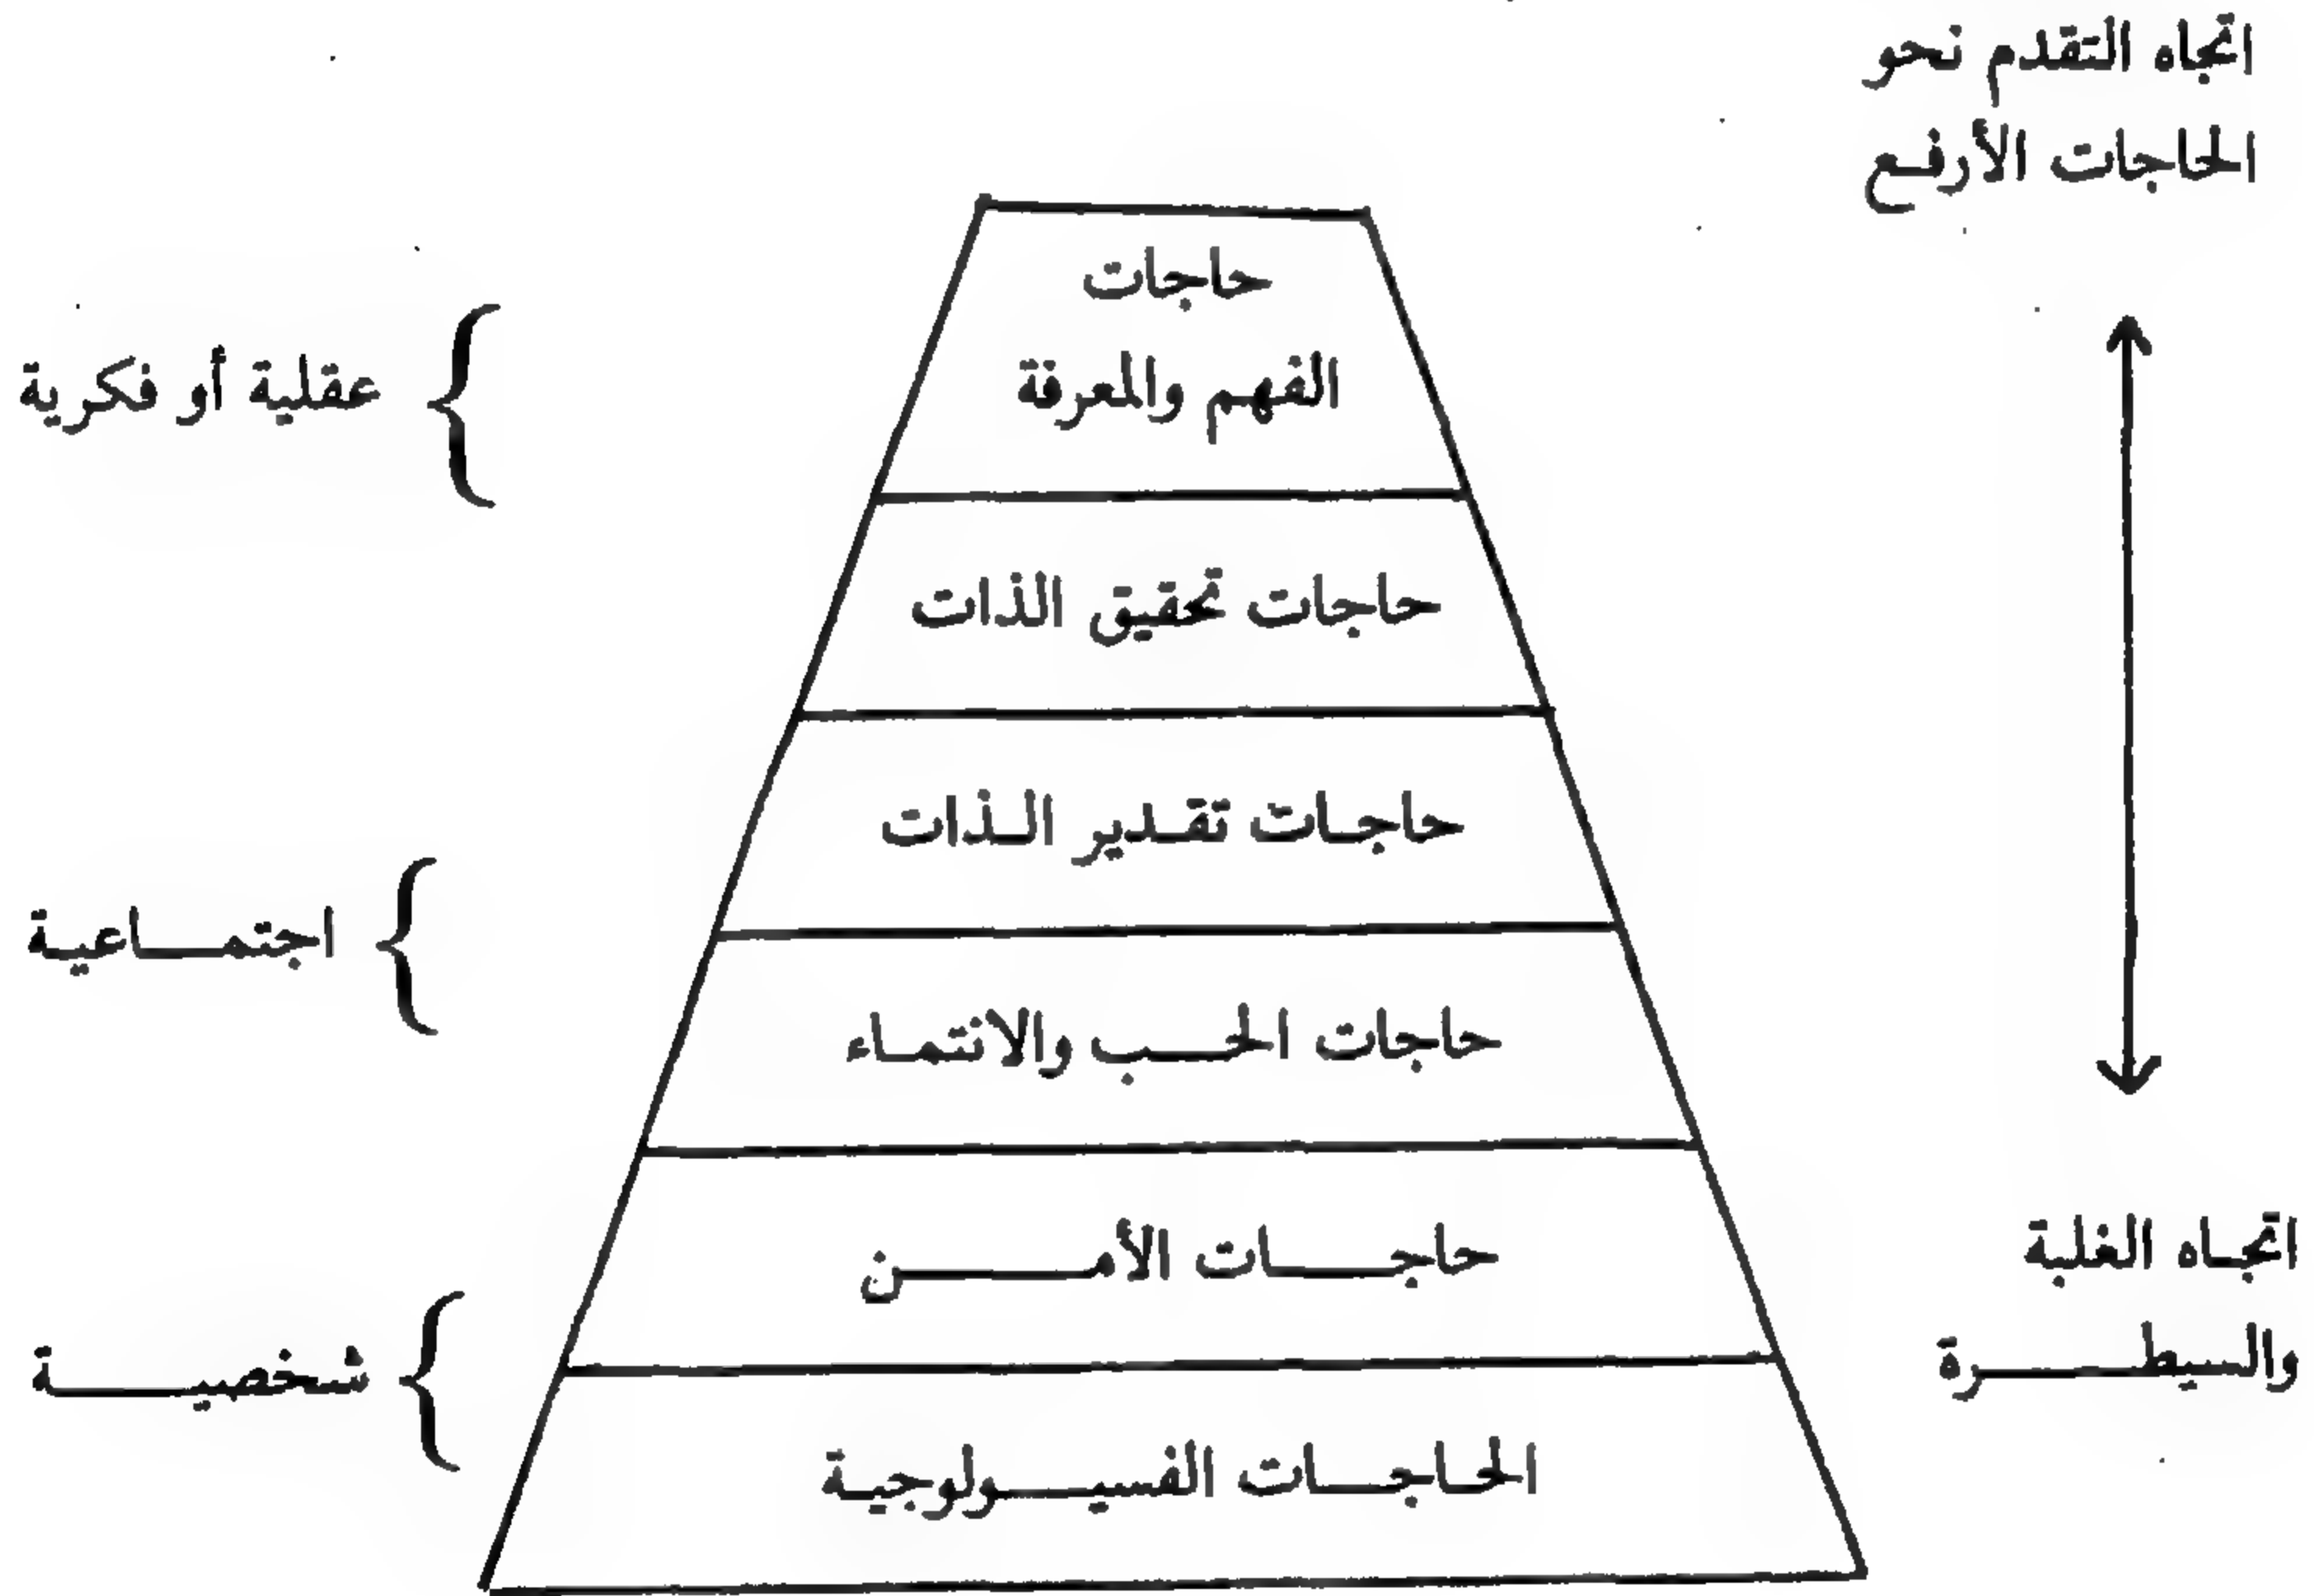 اتجاه التقدم نحو
الحاجات الأرفع
حاجات
الفهم والمعرفة
عقلية أو فكرية
حاجات تحقيق الذات
حاجات تقدير الذات
اجتماعية
حاجات الحب والانتماء
حاجات الأمن
اتجاه الغلبة
والسيطرة
شخصية
الحاجات الفسيولوجية